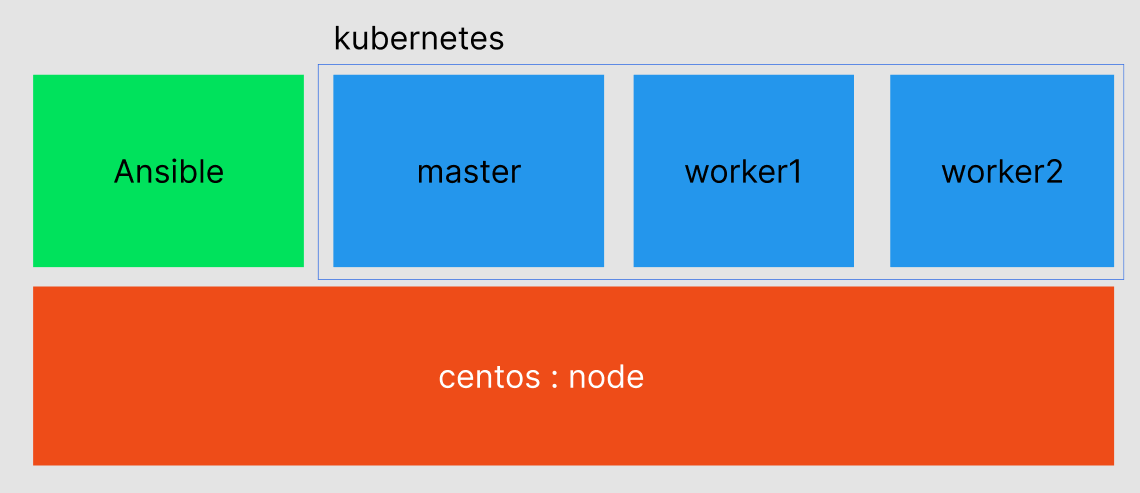 kubernetes
Ansible
master
worker1
worker2
centos : node